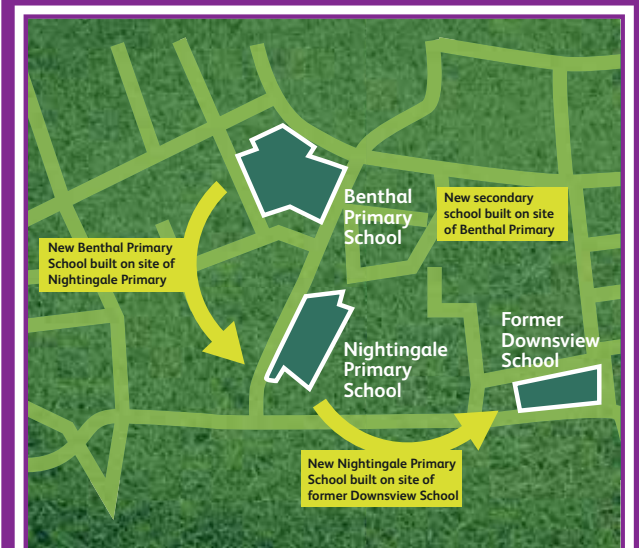 Benthal
Primary
School
New secondary
school built on site
of Benthal Primary
New Benthal Primary
School built on site of
Nightingale Primary
Former
Downsview
School
Nightingale
Primary
School
New Nightingale Primary
School built on site of
former Downsview School